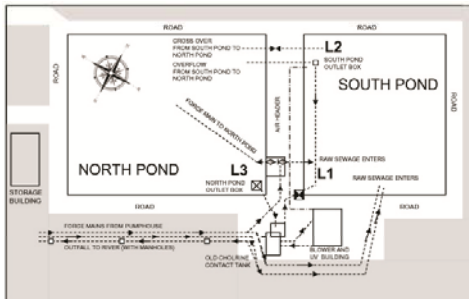 ROAD
ROAD
CROSS OVER
FROM SOUTH POND TO
NORTH POND
L2
OVERFLOW
FROM SOUTH POND TO
NORTH POND
SOUTH POND
OUTLET BOX
ROAD
SOUTH POND
ROAD
AIR HEADER
FORCE MAIN TO NORTH POND
NORTH POND
L3
RAW SEWAGE ENTERS
L1
RAW SEWAGE ENTERS
NORTH POND
OUTLET BOX
STORAGE
BUILDING
ROAD
ROAD
FORCE MAINS FROM PUMPHOUSE
OUTFALL TO RIVER (WITH MANHOLES)
OLD CHOLRINE
CONTACT TANK
BLOWER AND
UV BUILDING